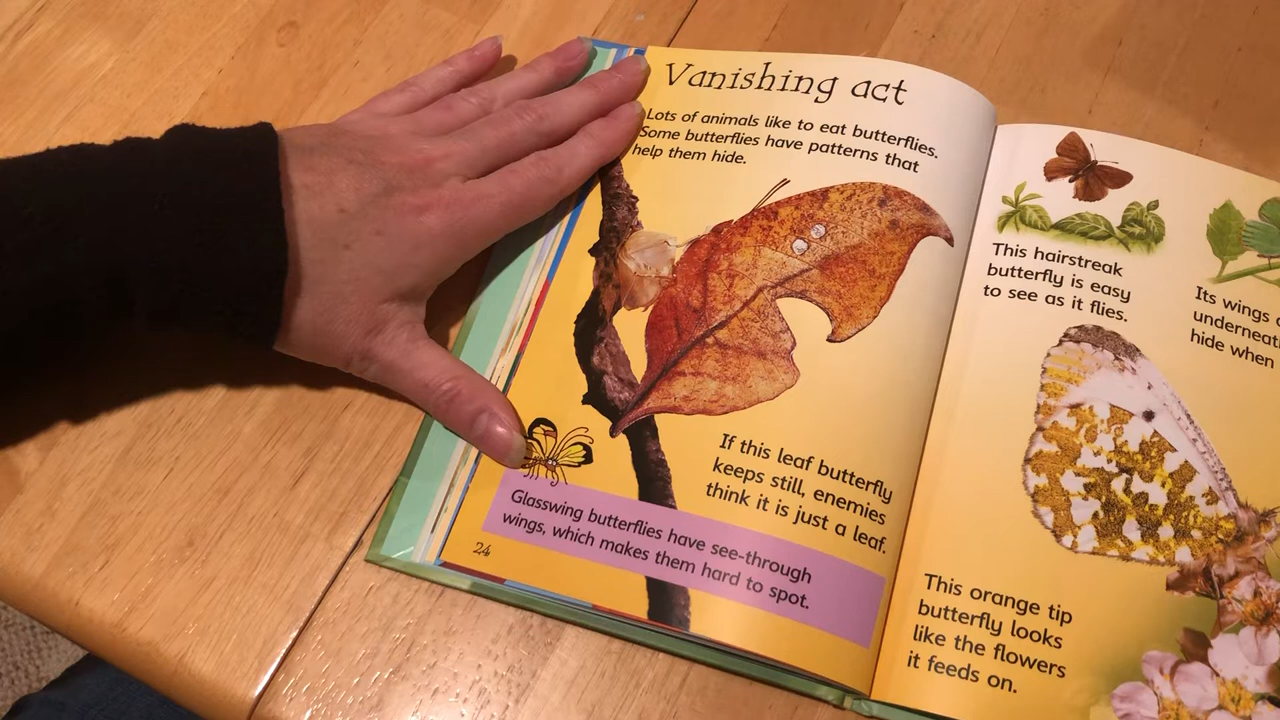 Vanishing act
Lots of animals like to eat butterflies.
Some butterflies have patterns that
help them hide.
If this leaf butterfly
keeps still, enemies
think it is just a leaf.
Glasswing butterflies have see-through
wings, which makes them hard to spot.
24
This hairstreak
butterfly is easy
to see as it flies.
Its wings
underneat
hide when
This orange tip
butterfly looks
like the flowers
it feeds on.